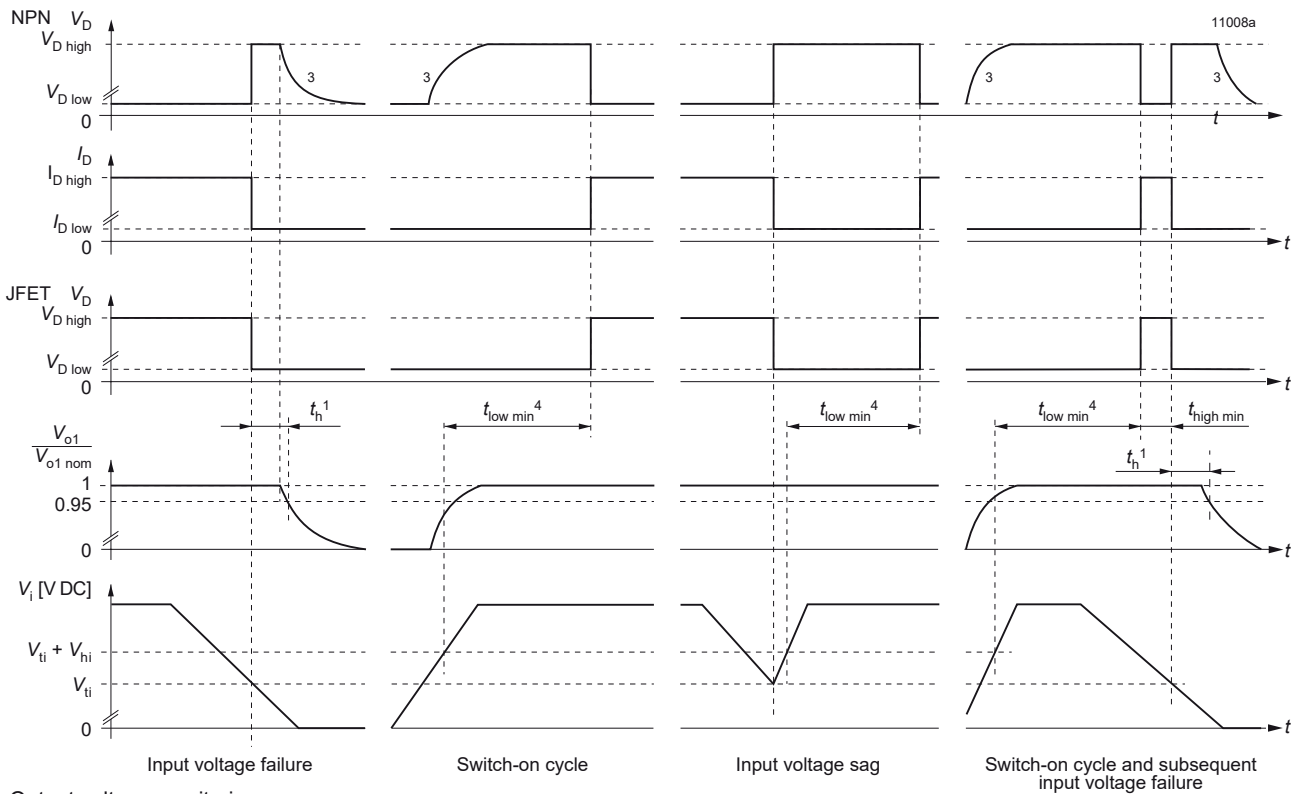 NPN V_D
11008a
V_D high
3 3 3 3
V_D low
0
t
I_D
I_D high
I_D low
0
t
JFET V_D
V_D high
V_D low
0
t
t_h^1 t_low min^4 t_low min^4 t_low min^4 t_high min
V_o1
V_o1 nom
t_h^1
1
0.95
0
t
V_i [V DC]
V_ti + V_hi
V_ti
0
t
Input voltage failure Switch-on cycle Input voltage sag Switch-on cycle and subsequent
input voltage failure